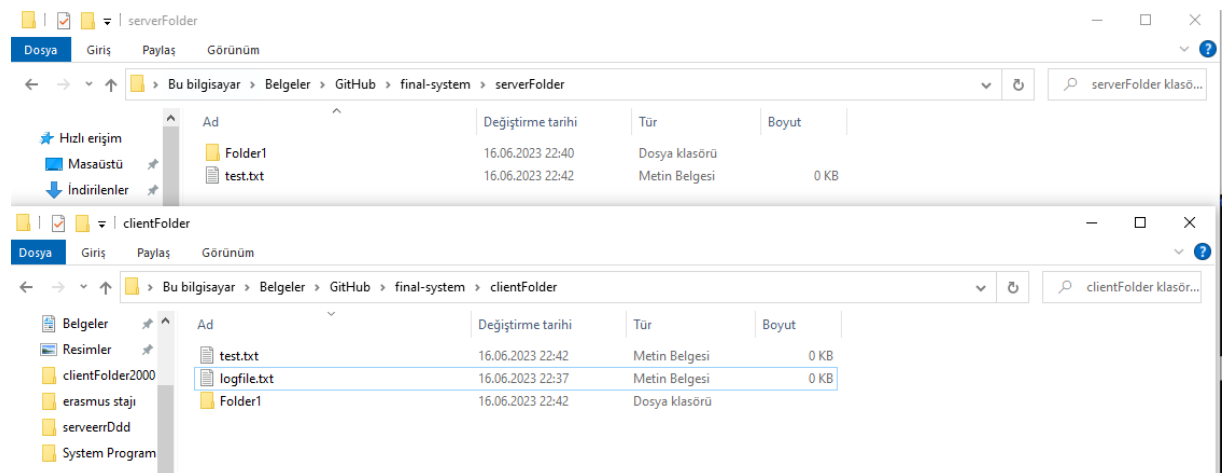 serverFolder
Dosya Giriş Paylaş Görünüm
Bu bilgisayar > Belgeler > GitHub > final-system > serverFolder
serverFolder klasö...
Ad Değiştirme tarihi Tür Boyut
Hızlı erişim
Masaüstü
İndirilenler
Folder1 16.06.2023 22:40 Dosya klasörü
test.txt 16.06.2023 22:42 Metin Belgesi 0 KB
clientFolder
Dosya Giriş Paylaş Görünüm
Bu bilgisayar > Belgeler > GitHub > final-system > clientFolder
clientFolder klasör...
Belgeler
Resimler
clientFolder2000
erasmus stajı
serveerrDdd
System Program
Ad Değiştirme tarihi Tür Boyut
test.txt 16.06.2023 22:42 Metin Belgesi 0 KB
logfile.txt 16.06.2023 22:37 Metin Belgesi 0 KB
Folder1 16.06.2023 22:42 Dosya klasörü